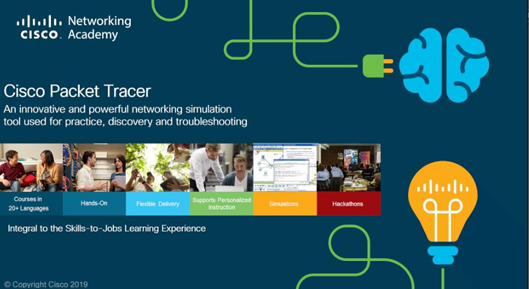 Networking
CISCO. Academy
Cisco Packet Tracer
An innovative and powerful networking simulation
tool used for practice, discovery and troubleshooting
Courses in
20+ Languages
Hands-On
Flexible Delivery
Supports Personalized
Instruction
Simulations
Hackathons
Integral to the Skills-to-Jobs Learning Experience
© Copyright Cisco 2019